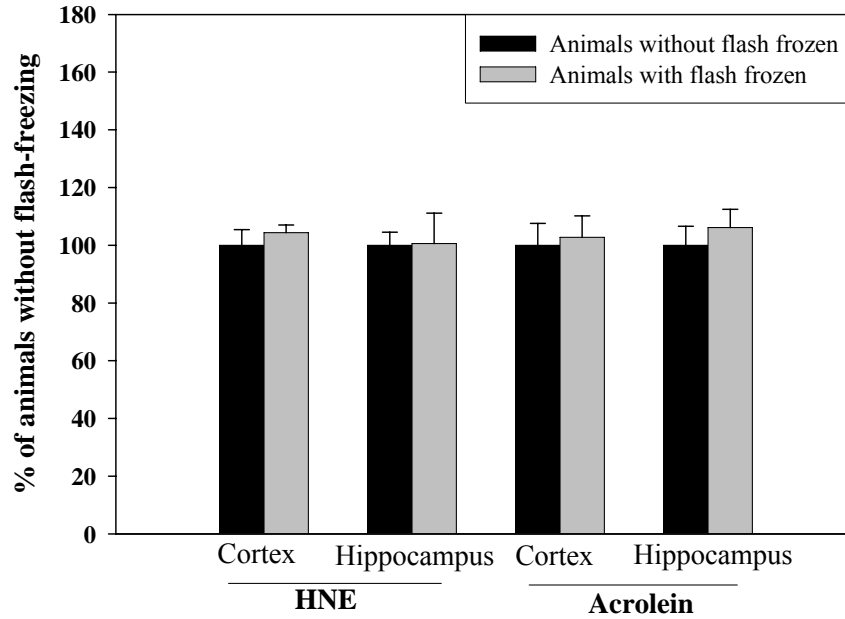 % of animals without flash-freezing
180
160
140
120
100
80
60
40
20
0
Animals without flash frozen
Animals with flash frozen
Cortex Hippocampus Cortex Hippocampus
HNE Acrolein